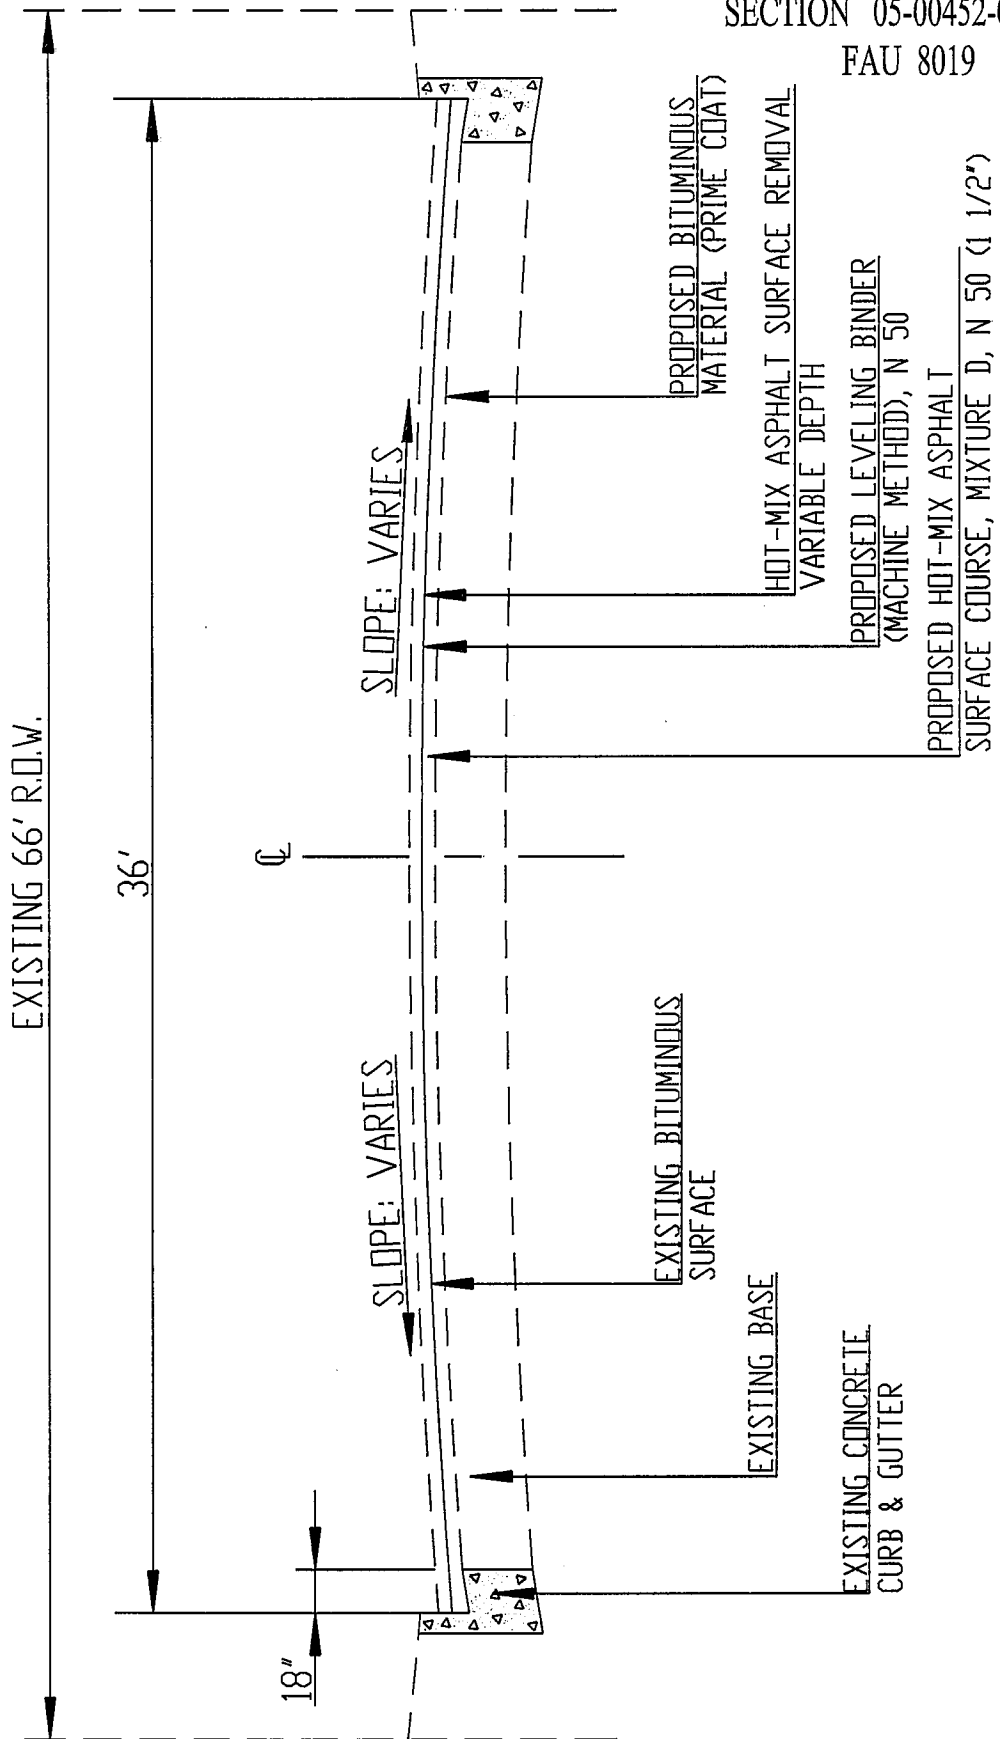 SECTION 05-00452-
FAU 8019
EXISTING 66' R.O.W.
36'
℄
SLOPE: VARIES
SLOPE: VARIES
18"
PROPOSED BITUMINOUS
MATERIAL (PRIME COAT)
HOT-MIX ASPHALT SURFACE REMOVAL
VARIABLE DEPTH
PROPOSED LEVELING BINDER
(MACHINE METHOD), N 50
PROPOSED HOT-MIX ASPHALT
SURFACE COURSE, MIXTURE D, N 50 (1 1/2")
EXISTING BITUMINOUS
SURFACE
EXISTING BASE
EXISTING CONCRETE
CURB & GUTTER